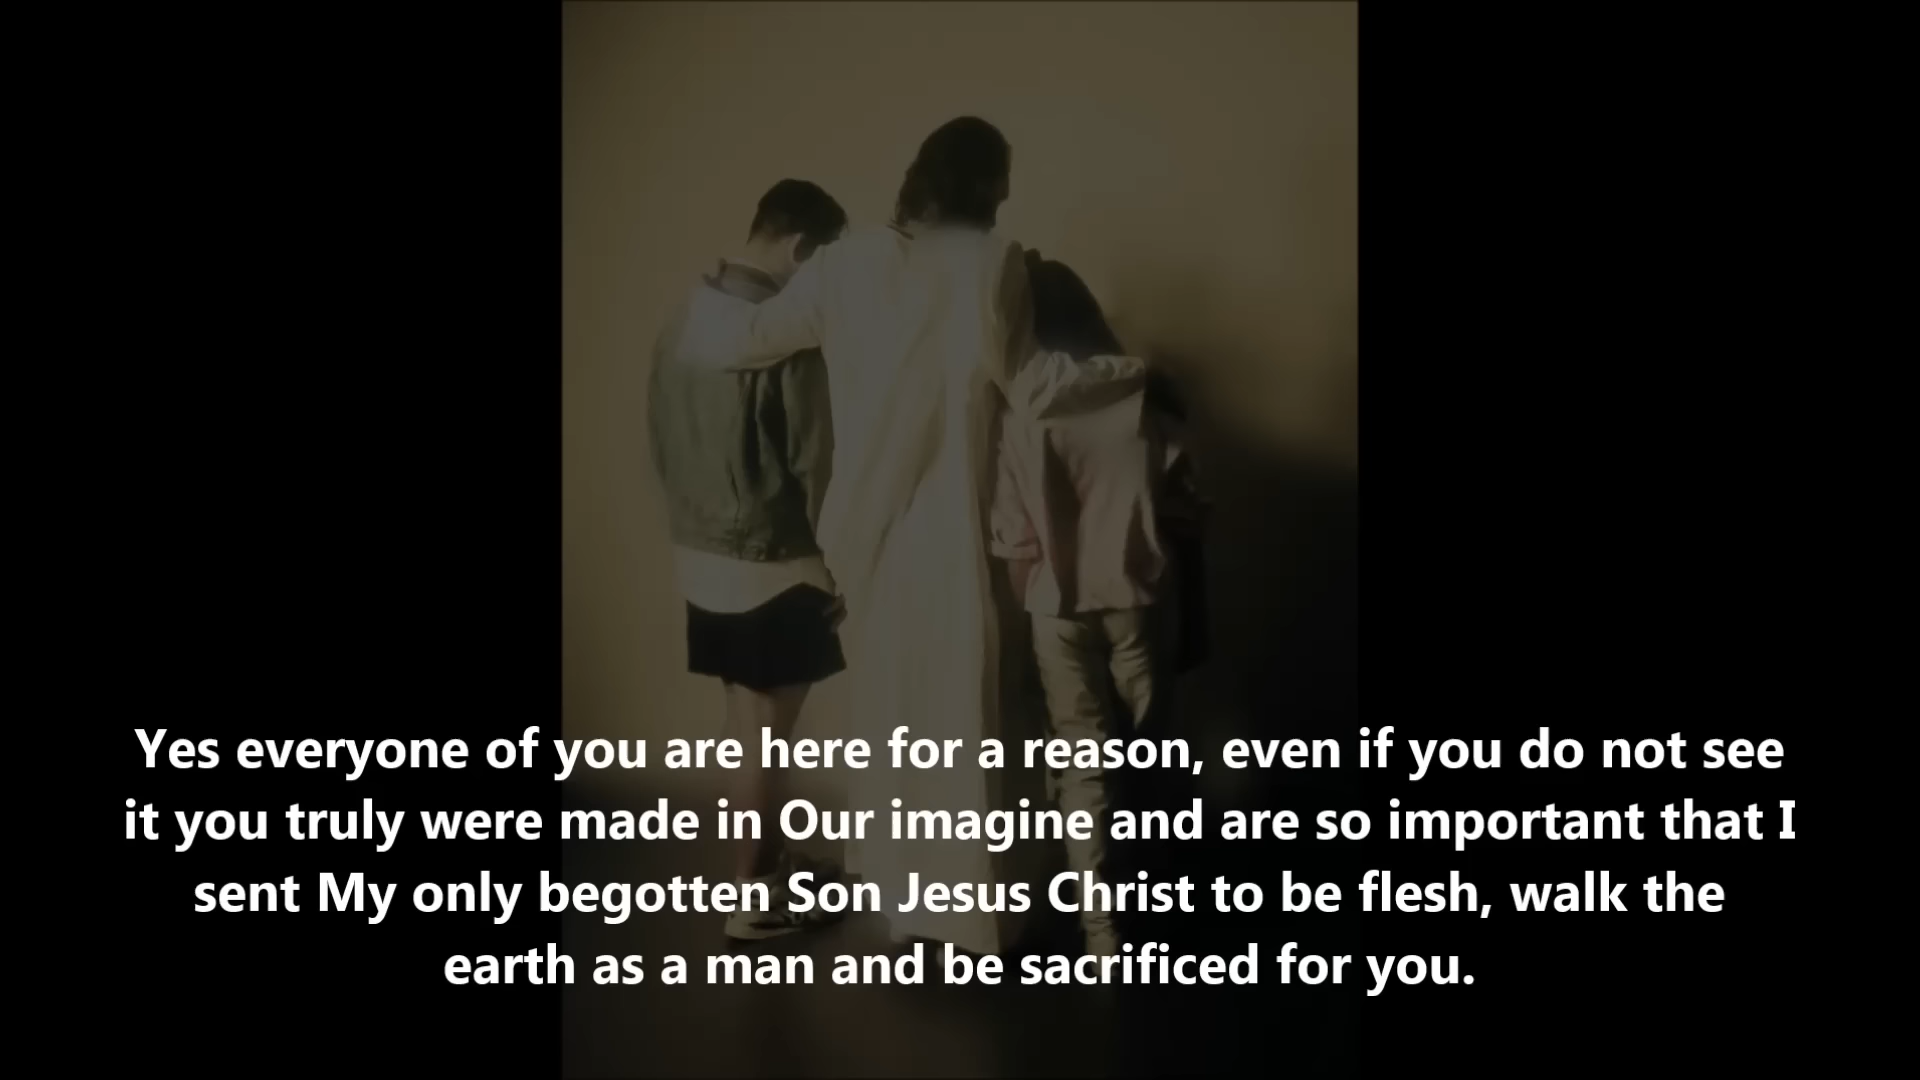 Yes everyone of you are here for a reason, even if you do not see
it you truly were made in Our imagine and are so important that I
sent My only begotten Son Jesus Christ to be flesh, walk the
earth as a man and be sacrificed for you.